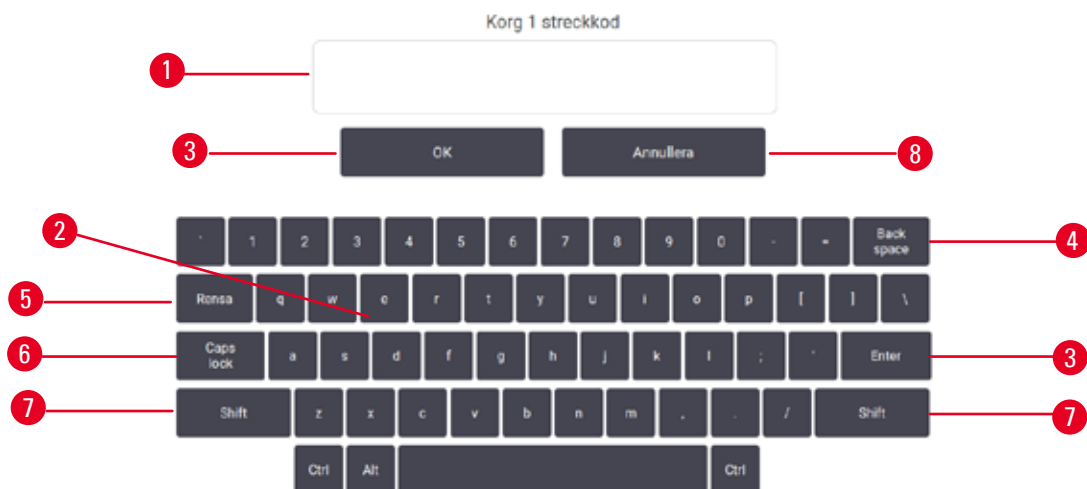 Korg 1 streckkod
1
3 OK Annullera 8
2
` 1 2 3 4 5 6 7 8 9 0 - = Back space 4
5 Rensa q w e r t y u i o p [ ] \
6 Caps lock a s d f g h j k l ; ' Enter 3
7 Shift z x c v b n m , . / Shift 7
Ctrl Alt Ctrl